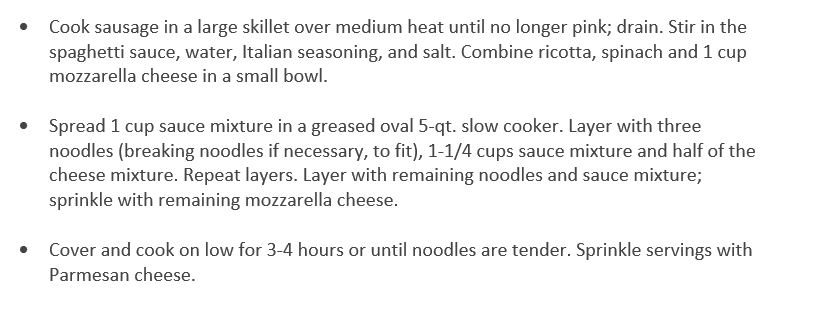 • Cook sausage in a large skillet over medium heat until no longer pink; drain. Stir in the
spaghetti sauce, water, Italian seasoning, and salt. Combine ricotta, spinach and 1 cup
mozzarella cheese in a small bowl.
• Spread 1 cup sauce mixture in a greased oval 5-qt. slow cooker. Layer with three
noodles (breaking noodles if necessary, to fit), 1-1/4 cups sauce mixture and half of the
cheese mixture. Repeat layers. Layer with remaining noodles and sauce mixture;
sprinkle with remaining mozzarella cheese.
• Cover and cook on low for 3-4 hours or until noodles are tender. Sprinkle servings with
Parmesan cheese.